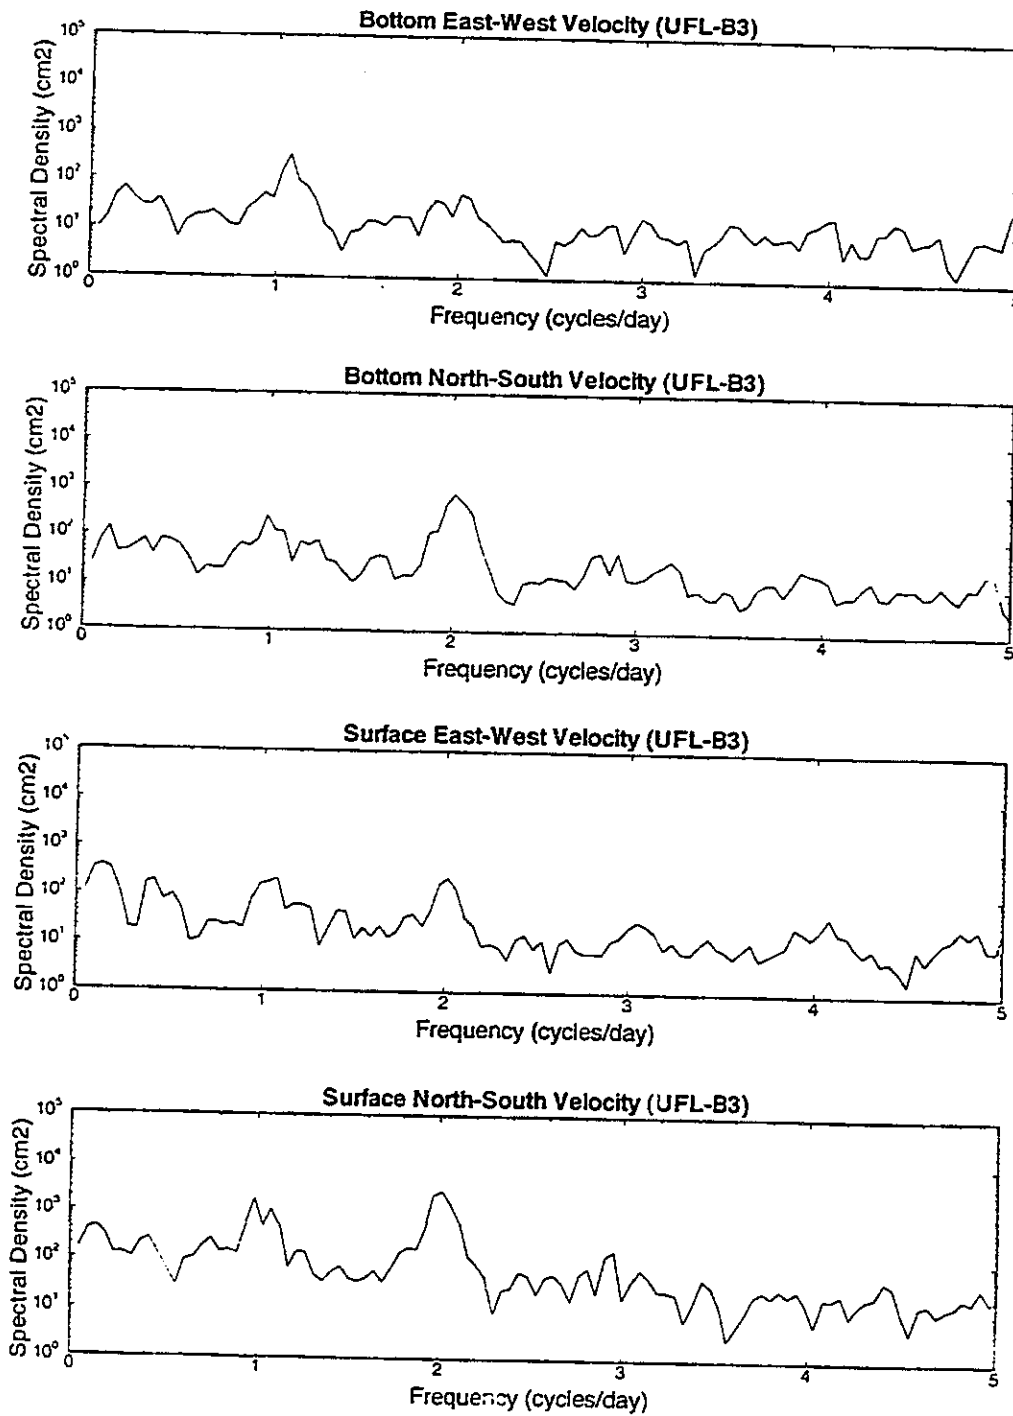 Bottom East-West Velocity (UFL-B3)
Spectral Density (cm2)
10⁵
10⁴
10³
10²
10¹
10⁰
0 1 2 3 4
Frequency (cycles/day)
Bottom North-South Velocity (UFL-B3)
Spectral Density (cm2)
10⁵
10⁴
10³
10²
10¹
10⁰
0 1 2 3 4 5
Frequency (cycles/day)
Surface East-West Velocity (UFL-B3)
Spectral Density (cm2)
10⁵
10⁴
10³
10²
10¹
10⁰
0 1 2 3 4 5
Frequency (cycles/day)
Surface North-South Velocity (UFL-B3)
Spectral Density (cm2)
10⁵
10⁴
10³
10²
10¹
10⁰
0 1 2 3 4 5
Frequency (cycles/day)